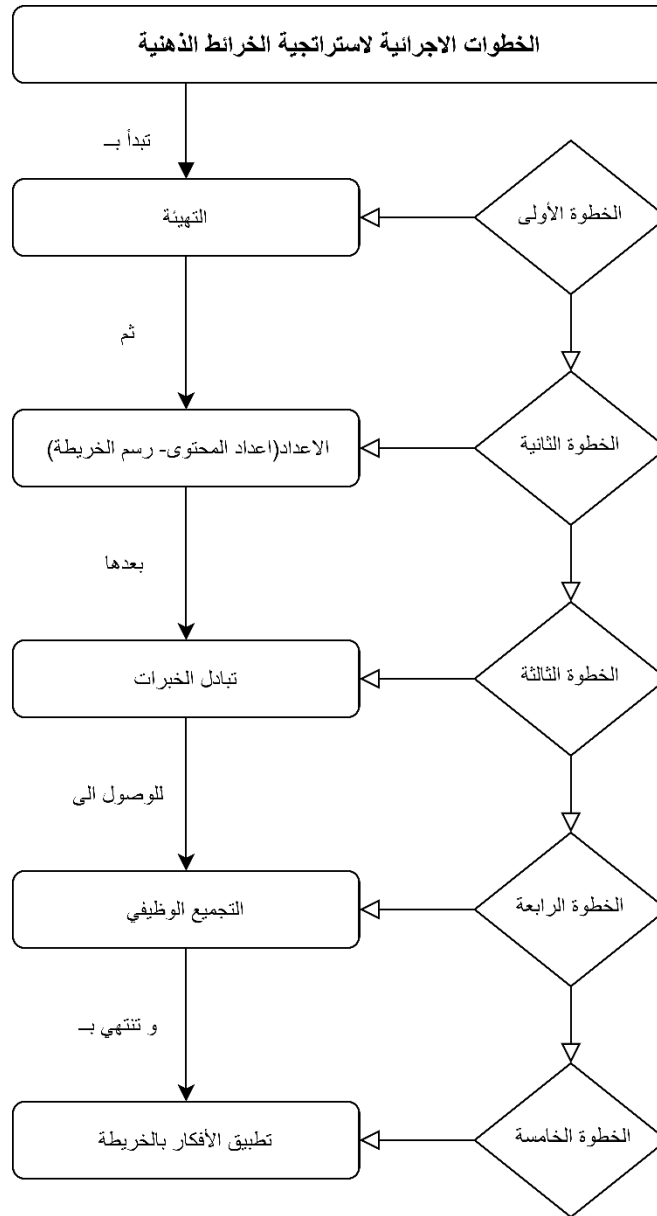 الخطوات الاجرائية لاستراتجية الخرائط الذهنية
تبدأ بــ
الخطوة الأولى
التهيئة
ثم
الخطوة الثانية
الاعداد(اعداد المحتوى- رسم الخريطة)
بعدها
الخطوة الثالثة
تبادل الخبرات
للوصول الى
الخطوة الرابعة
التجميع الوظيفي
و تنتهي بــ
الخطوة الخامسة
تطبيق الأفكار بالخريطة